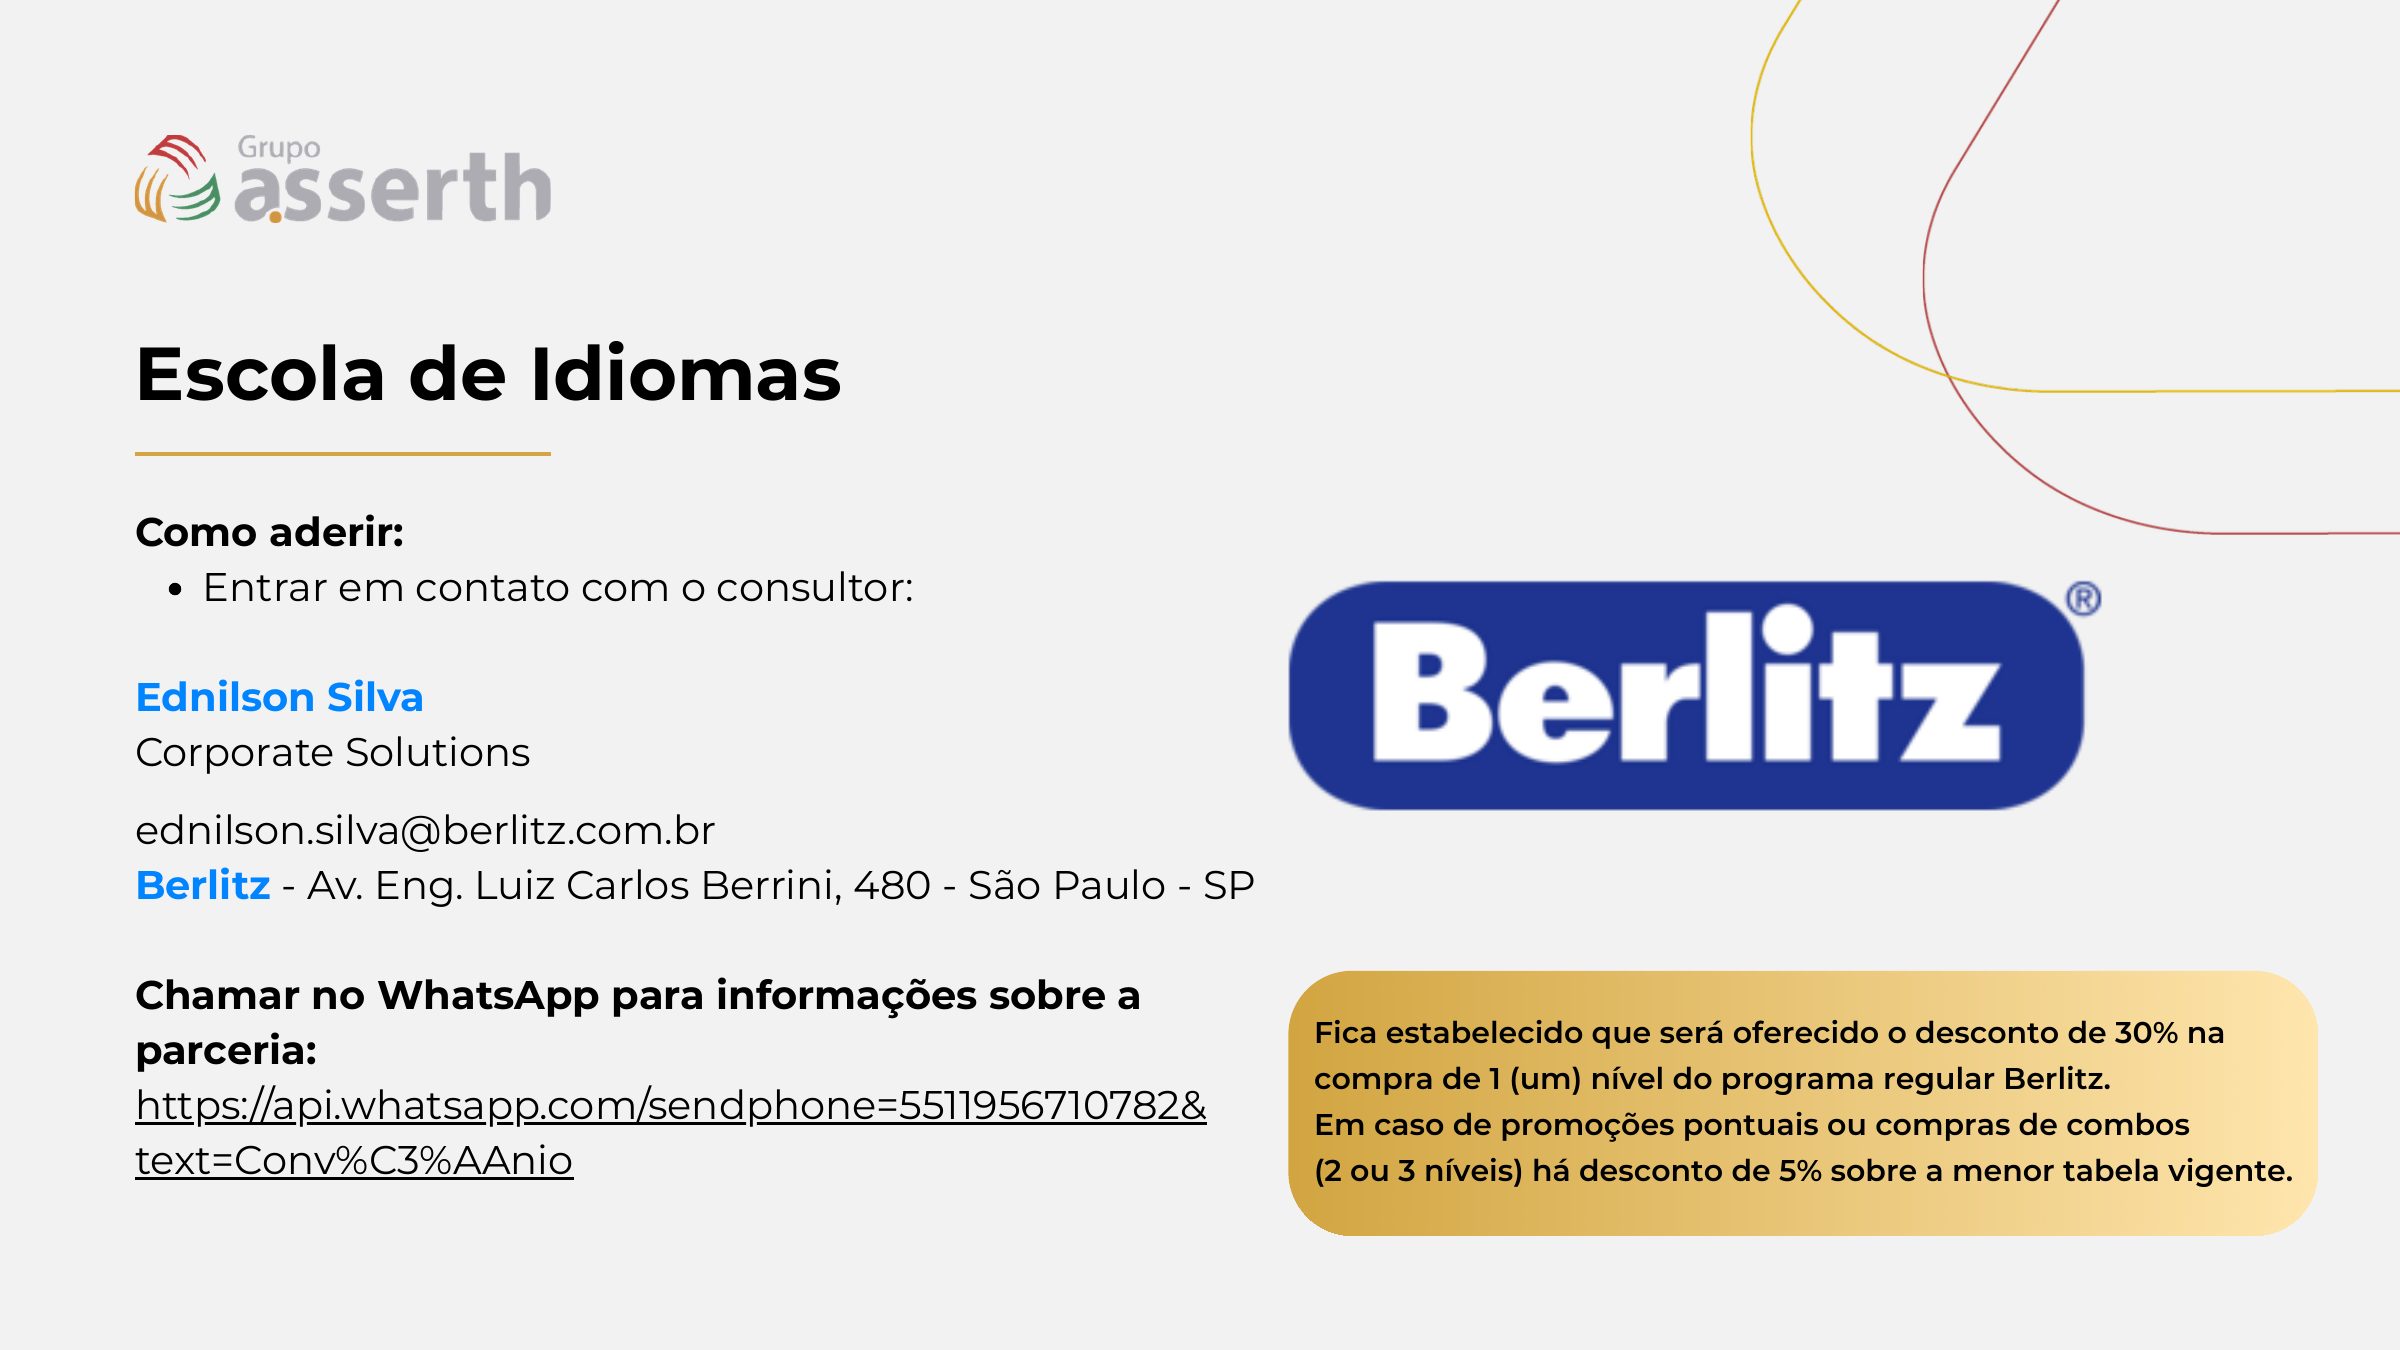 Grupo
asserth
Escola de Idiomas
Como aderir:
• Entrar em contato com o consultor:
Ednilson Silva
Corporate Solutions
ednilson.silva@berlitz.com.br
Berlitz - Av. Eng. Luiz Carlos Berrini, 480 - São Paulo - SP
Chamar no WhatsApp para informações sobre a
parceria:
https://api.whatsapp.com/sendphone=5511956710782&
text=Conv%C3%AAnio
Berlitz®
Fica estabelecido que será oferecido o desconto de 30% na
compra de 1 (um) nível do programa regular Berlitz.
Em caso de promoções pontuais ou compras de combos
(2 ou 3 níveis) há desconto de 5% sobre a menor tabela vigente.